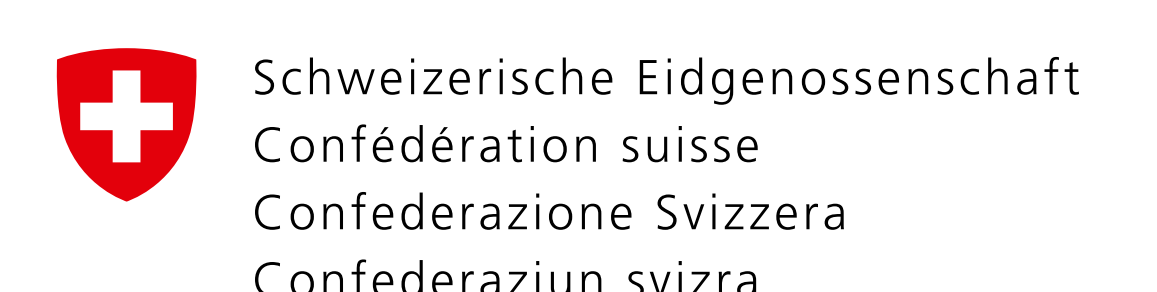 Schweizerische Eidgenossenschaft
Confédération suisse
Confederazione Svizzera
Confederaziun svizra